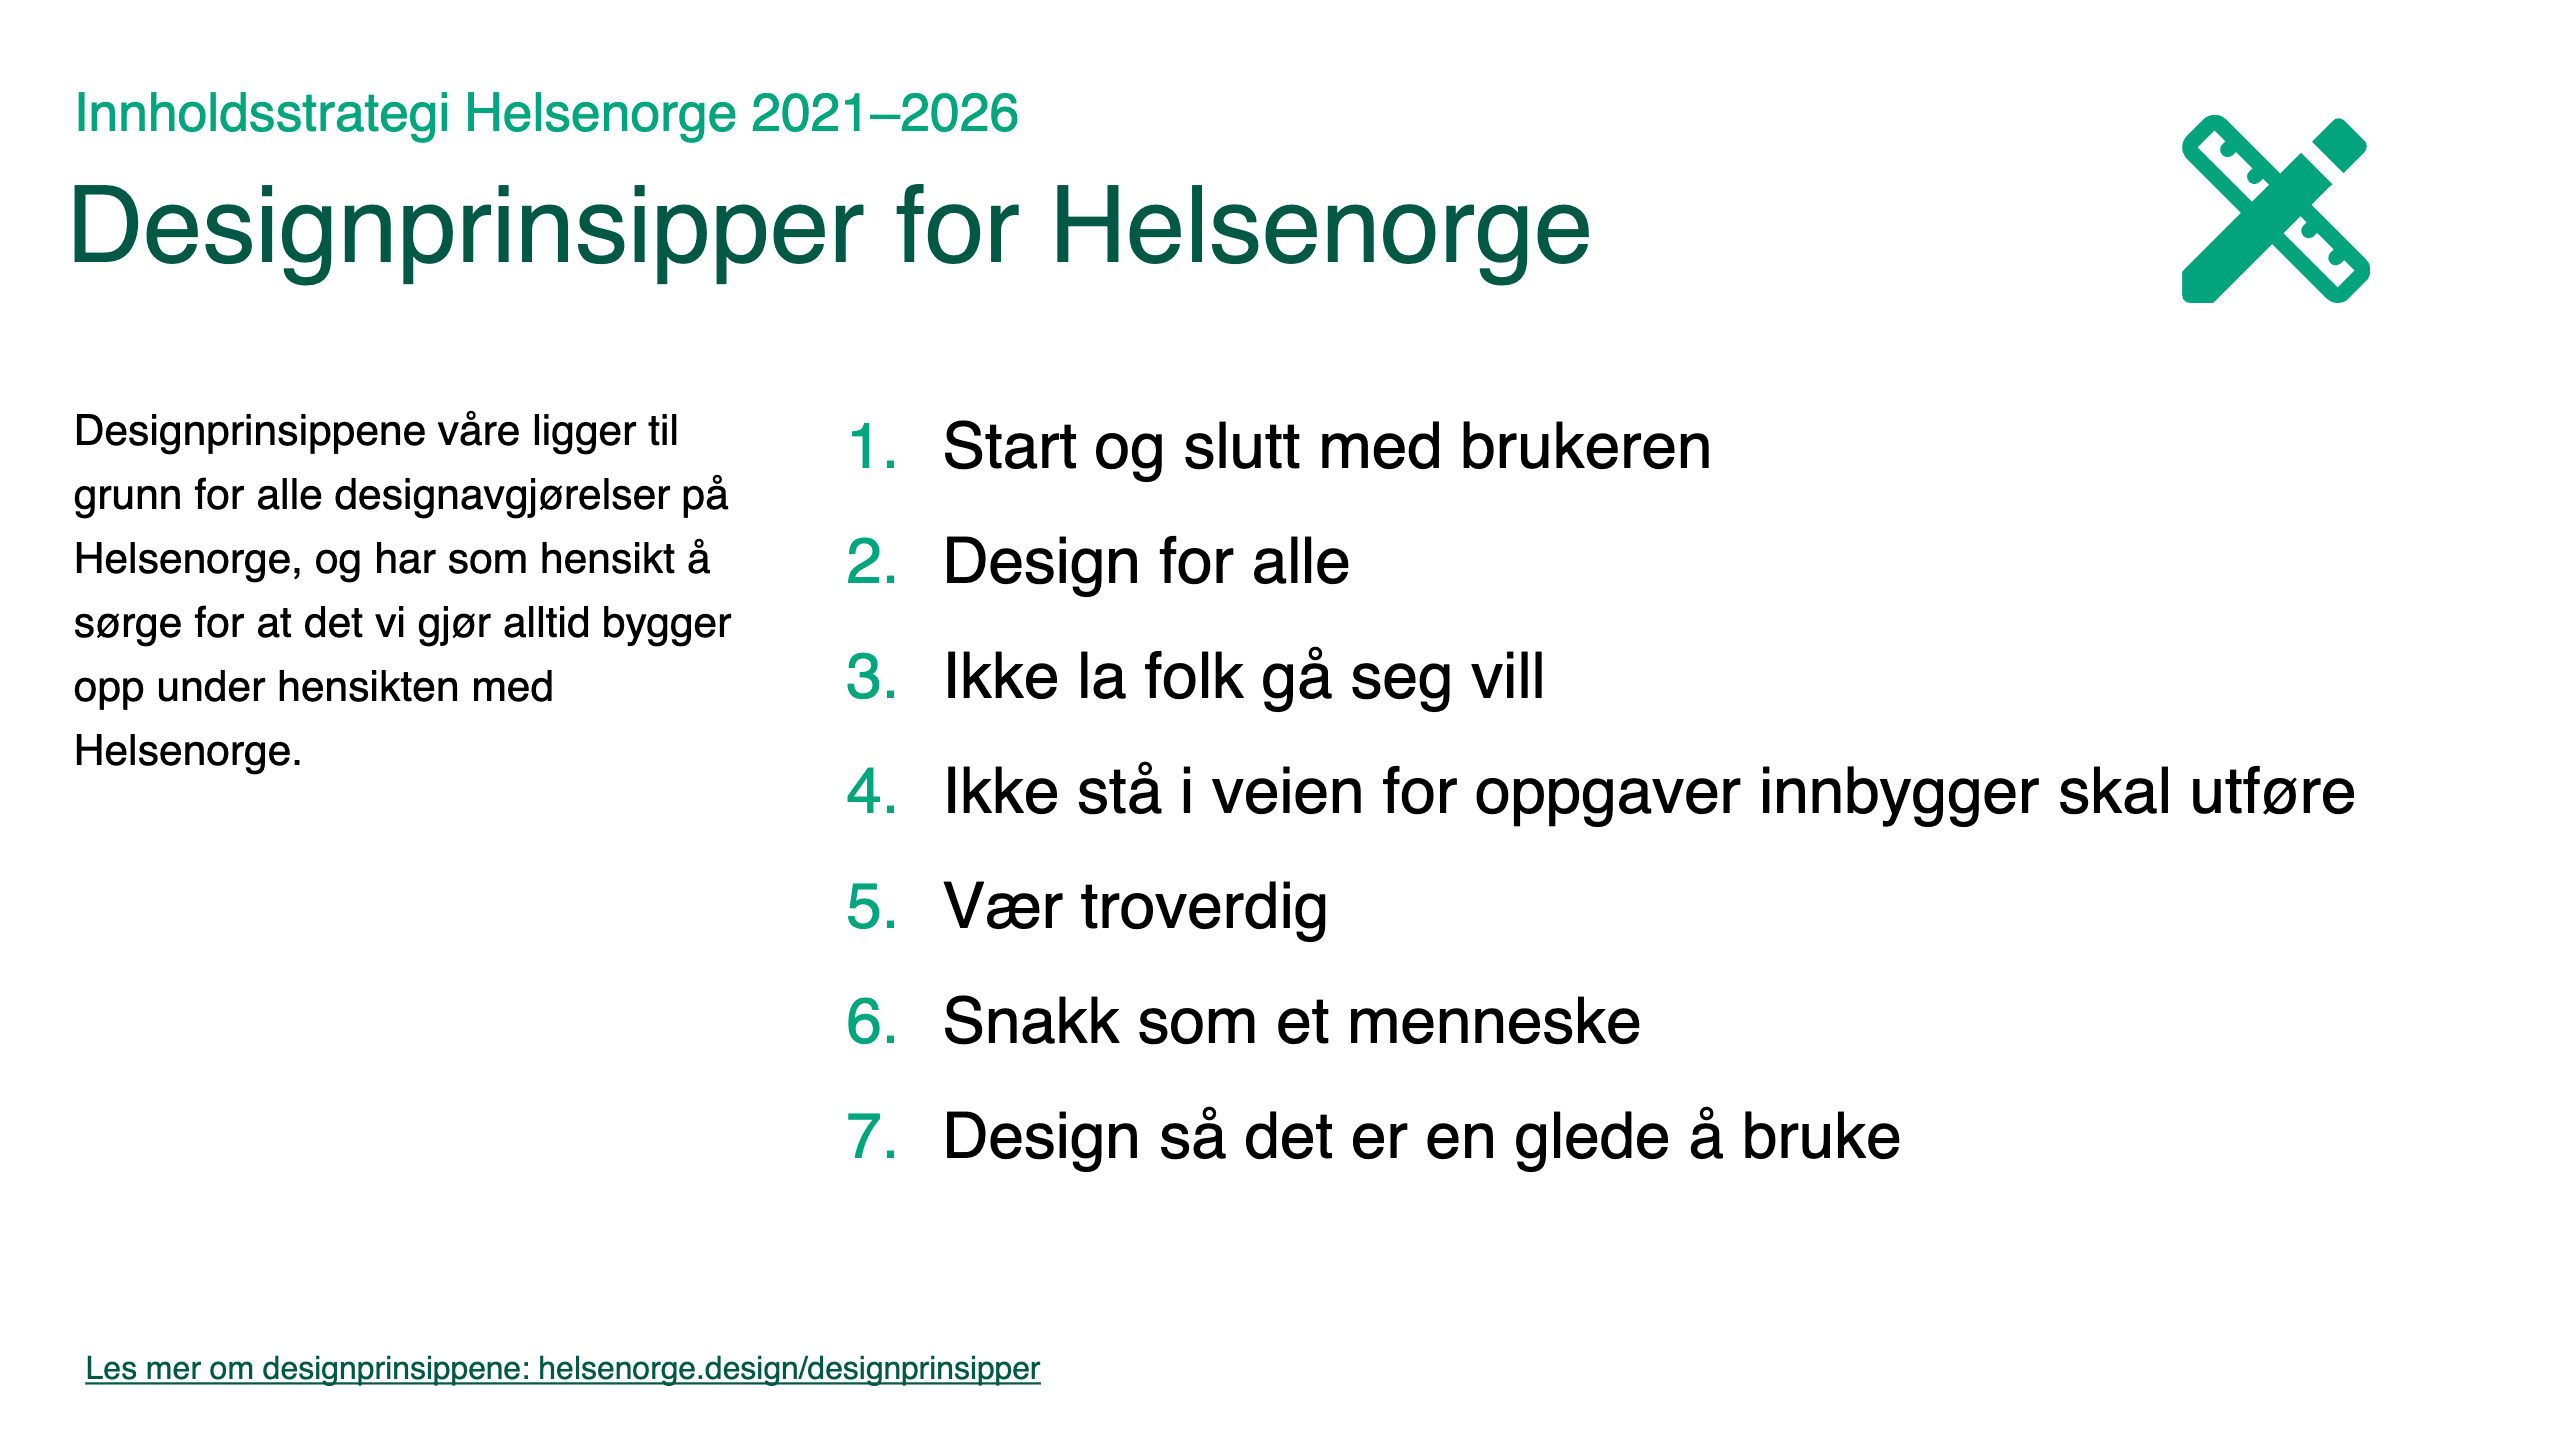 Innholdsstrategi Helsenorge 2021–2026
Designprinsipper for Helsenorge
Designprinsippene våre ligger til
grunn for alle designavgjørelser på
Helsenorge, og har som hensikt å
sørge for at det vi gjør alltid bygger
opp under hensikten med
Helsenorge.
1. Start og slutt med brukeren
2. Design for alle
3. Ikke la folk gå seg vill
4. Ikke stå i veien for oppgaver innbygger skal utføre
5. Vær troverdig
6. Snakk som et menneske
7. Design så det er en glede å bruke
Les mer om designprinsippene: helsenorge.design/designprinsipper